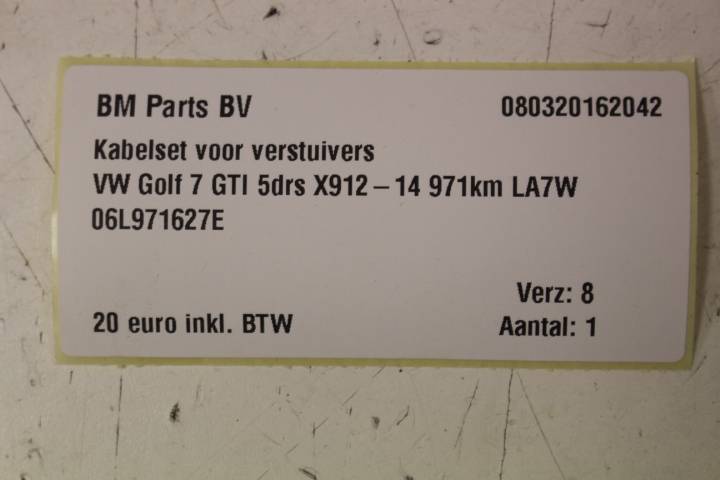 BM Parts BV 080320162042
Kabelset voor verstuivers
VW Golf 7 GTI 5drs X912 – 14 971km LA7W
06L971627E
Verz: 8
20 euro inkl. BTW Aantal: 1